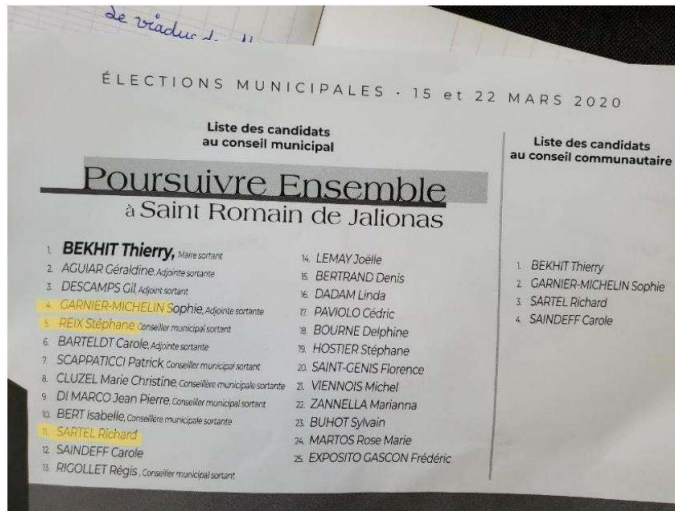 de viaduc
ÉLECTIONS MUNICIPALES • 15 et 22 MARS 2020
Liste des candidats
au conseil municipal
Poursuivre Ensemble
à Saint Romain de Jalionas
1. BEKHIT Thierry, Maire sortant
2. AGUIAR Géraldine, Adjointe sortante
3. DESCAMPS Gil, Adjoint sortant
4. GARNIER-MICHELIN Sophie, Adjointe sortante
5. REIX Stéphane Conseiller municipal sortant
6. BARTELDT Carole, Adjointe sortante
7. SCAPPATICCI Patrick Conseiller municipal sortant
8. CLUZEL Marie Christine, Conseillère municipale sortante
9. DI MARCO Jean Pierre, Conseiller municipal sortant
10. BERT Isabelle, Conseillère municipale sortante
11. SARTEL Richard
12. SAINDEFF Carole
13. RIGOLLET Régis, Conseiller municipal sortant
14. LEMAY Joëlle
15. BERTRAND Denis
16. DADAM Linda
17. PAVIOLO Cédric
18. BOURNE Delphine
19. HOSTIER Stéphane
20. SAINT-GENIS Florence
21. VIENNOIS Michel
22. ZANNELLA Marianna
23. BUHOT Sylvain
24. MARTOS Rose Marie
25. EXPOSITO GASCON Frédéric
Liste des candidats
au conseil communautaire
1. BEKHIT Thierry
2. GARNIER-MICHELIN Sophie
3. SARTEL Richard
4. SAINDEFF Carole